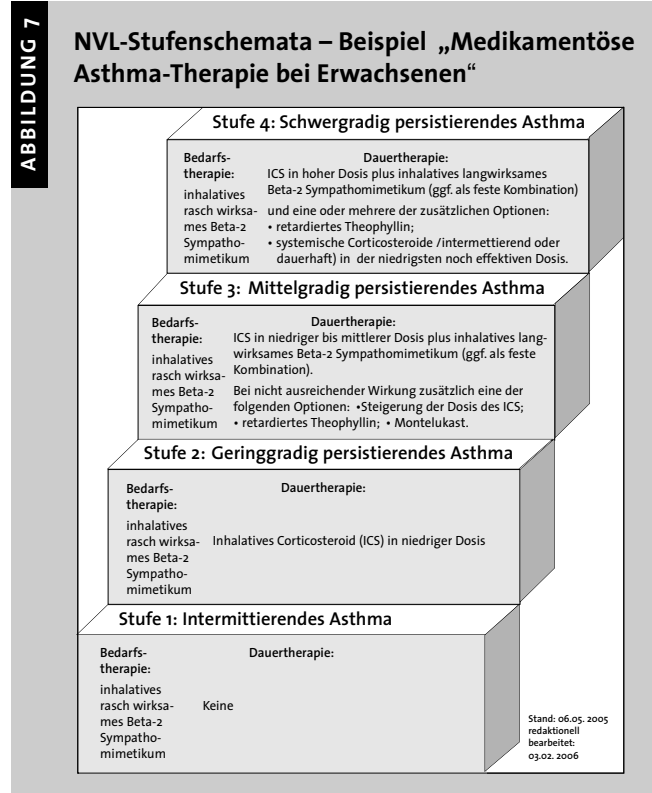 ABBILDUNG 7
NVL-Stufenschemata – Beispiel „Medikamentöse
Asthma-Therapie bei Erwachsenen“
Stufe 4: Schwergradig persistierendes Asthma
Bedarfs-
therapie:
inhalatives
rasch wirksa-
mes Beta-2
Sympatho-
mimetikum
Dauertherapie:
ICS in hoher Dosis plus inhalatives langwirksames
Beta-2 Sympathomimetikum (ggf. als feste Kombination)
und eine oder mehrere der zusätzlichen Optionen:
• retardiertes Theophyllin;
• systemische Corticosteroide /intermettierend oder
dauerhaft) in der niedrigsten noch effektiven Dosis.
Stufe 3: Mittelgradig persistierendes Asthma
Bedarfs-
therapie:
inhalatives
rasch wirksa-
mes Beta-2
Sympatho-
mimetikum
Dauertherapie:
ICS in niedriger bis mittlerer Dosis plus inhalatives lang-
wirksames Beta-2 Sympathomimetikum (ggf. als feste
Kombination).
Bei nicht ausreichender Wirkung zusätzlich eine der
folgenden Optionen: •Steigerung der Dosis des ICS;
• retardiertes Theophyllin; • Montelukast.
Stufe 2: Geringgradig persistierendes Asthma
Bedarfs-
therapie:
inhalatives
rasch wirksa-
mes Beta-2
Sympatho-
mimetikum
Dauertherapie:
Inhalatives Corticosteroid (ICS) in niedriger Dosis
Stufe 1: Intermittierendes Asthma
Bedarfs-
therapie:
inhalatives
rasch wirksa-
mes Beta-2
Sympatho-
mimetikum
Dauertherapie:
Keine
Stand: 06.05. 2005
redaktionell
bearbeitet:
03.02. 2006